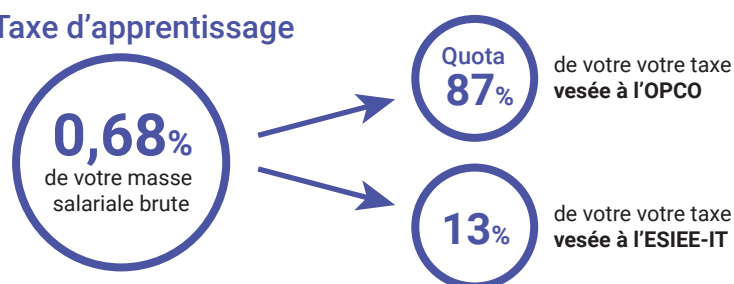 Taxe d'apprentissage
0,68%
de votre masse
salariale brute
Quota
87%
de votre votre taxe
vesée à l'OPCO
13%
de votre votre taxe
vesée à l'ESIEE-IT